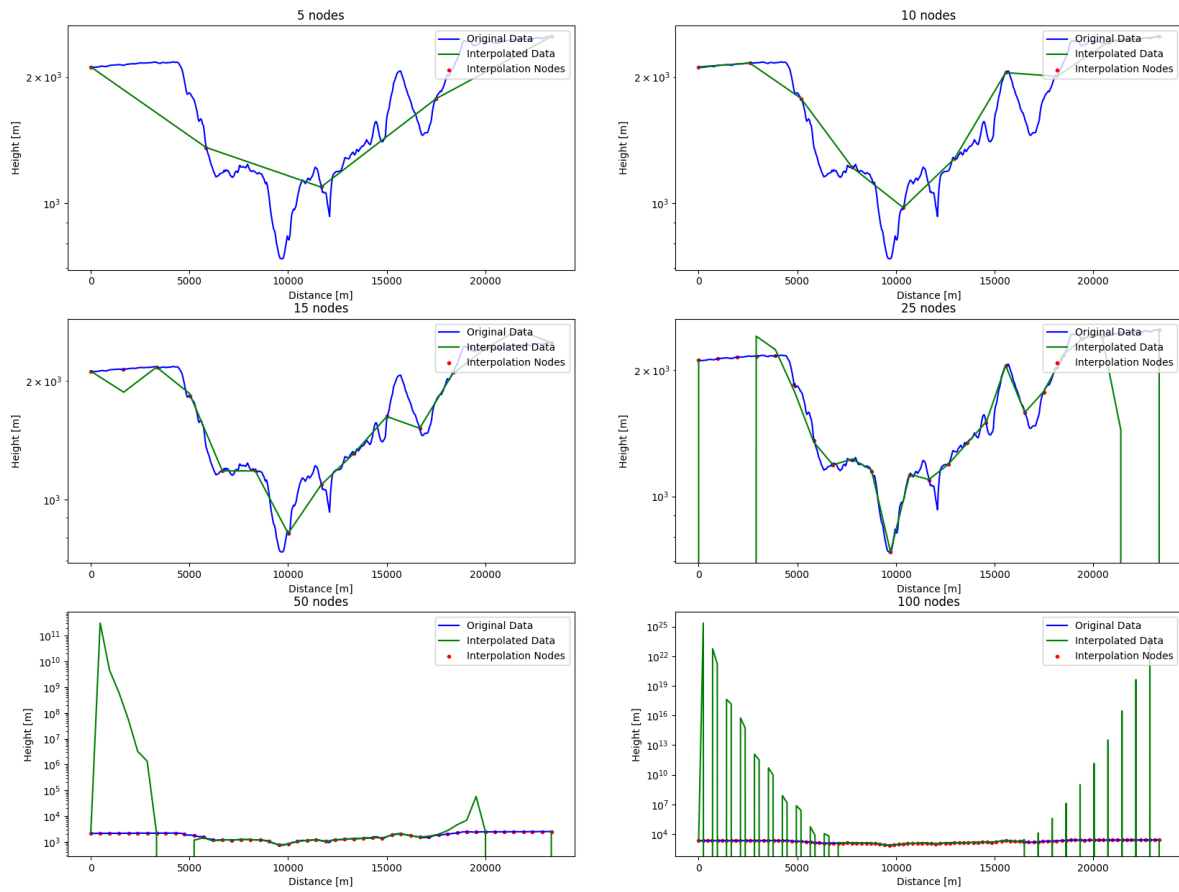 5 nodes
Height [m]
2 × 10³
10³
Original Data
Interpolated Data
Interpolation Nodes
0 5000 10000 15000 20000
Distance [m]
10 nodes
Height [m]
2 × 10³
10³
Original Data
Interpolated Data
Interpolation Nodes
0 5000 10000 15000 20000
Distance [m]
15 nodes
Height [m]
2 × 10³
10³
Original Data
Interpolated Data
Interpolation Nodes
0 5000 10000 15000 20000
Distance [m]
25 nodes
Height [m]
2 × 10³
10³
Original Data
Interpolated Data
Interpolation Nodes
0 5000 10000 15000 20000
Distance [m]
50 nodes
Height [m]
10¹¹
10¹⁰
10⁹
10⁸
10⁷
10⁶
10⁵
10⁴
10³
Original Data
Interpolated Data
Interpolation Nodes
0 5000 10000 15000 20000
Distance [m]
100 nodes
Height [m]
10²⁵
10²²
10¹⁹
10¹⁶
10¹³
10¹⁰
10⁷
10⁴
Original Data
Interpolated Data
Interpolation Nodes
0 5000 10000 15000 20000
Distance [m]